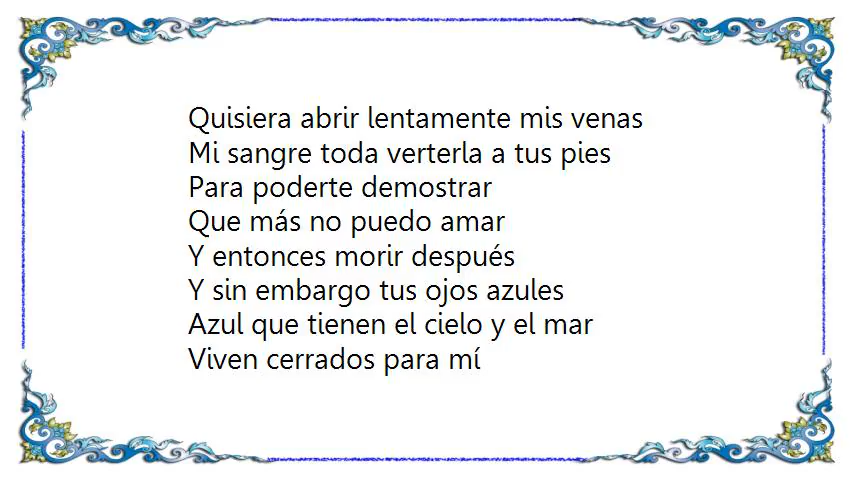 Quisiera abrir lentamente mis venas
Mi sangre toda verterla a tus pies
Para poderte demostrar
Que más no puedo amar
Y entonces morir después
Y sin embargo tus ojos azules
Azul que tienen el cielo y el mar
Viven cerrados para mí